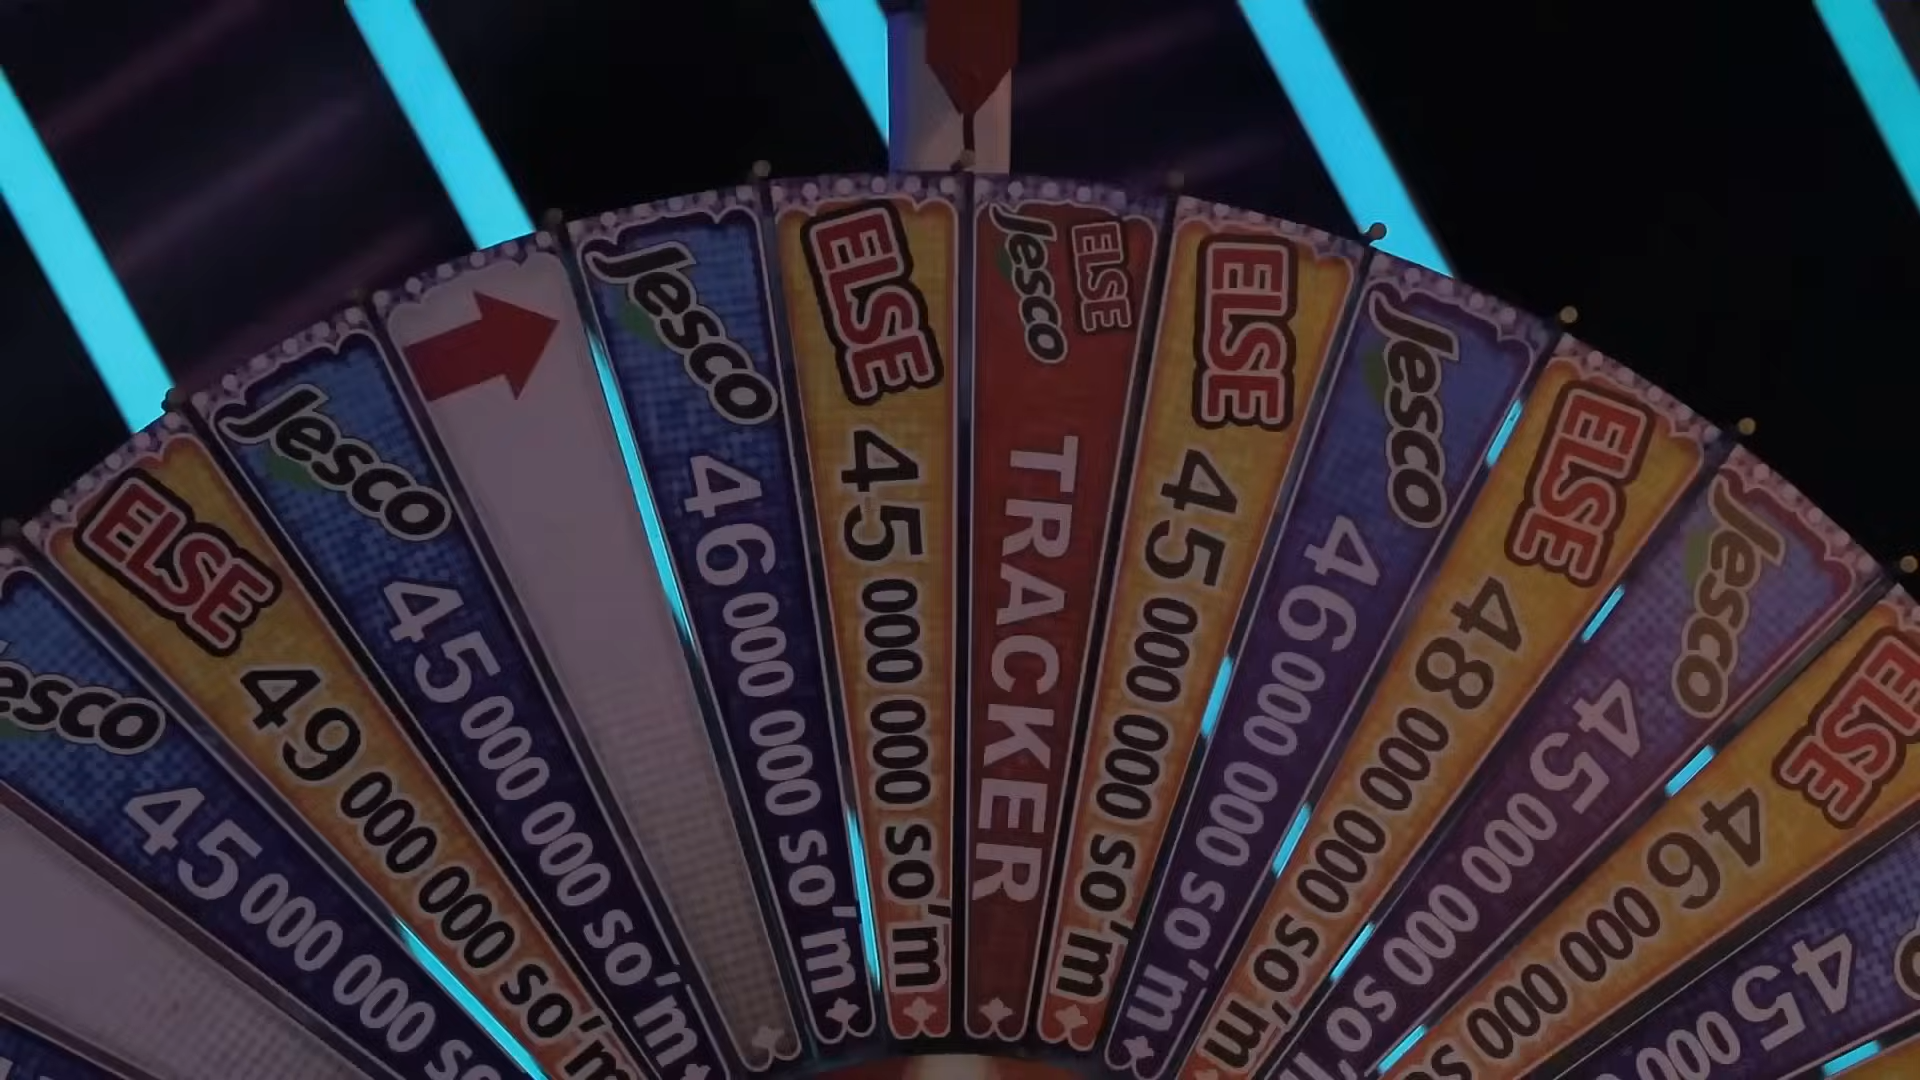 Jesco 45 000 000 so
ELSE 49 000 000 so'm
Jesco 45 000 000 so'm
Jesco 46 000 000 so'm
ELSE 45 000 000 so'm
Jesco ELSE TRACKER
ELSE 45 000 000 so'm
Jesco 46 000 000 so'm
ELSE 48 000 000 so'm
Jesco 45 000 000 so'm
ELSE 46 000 000 so
45 000